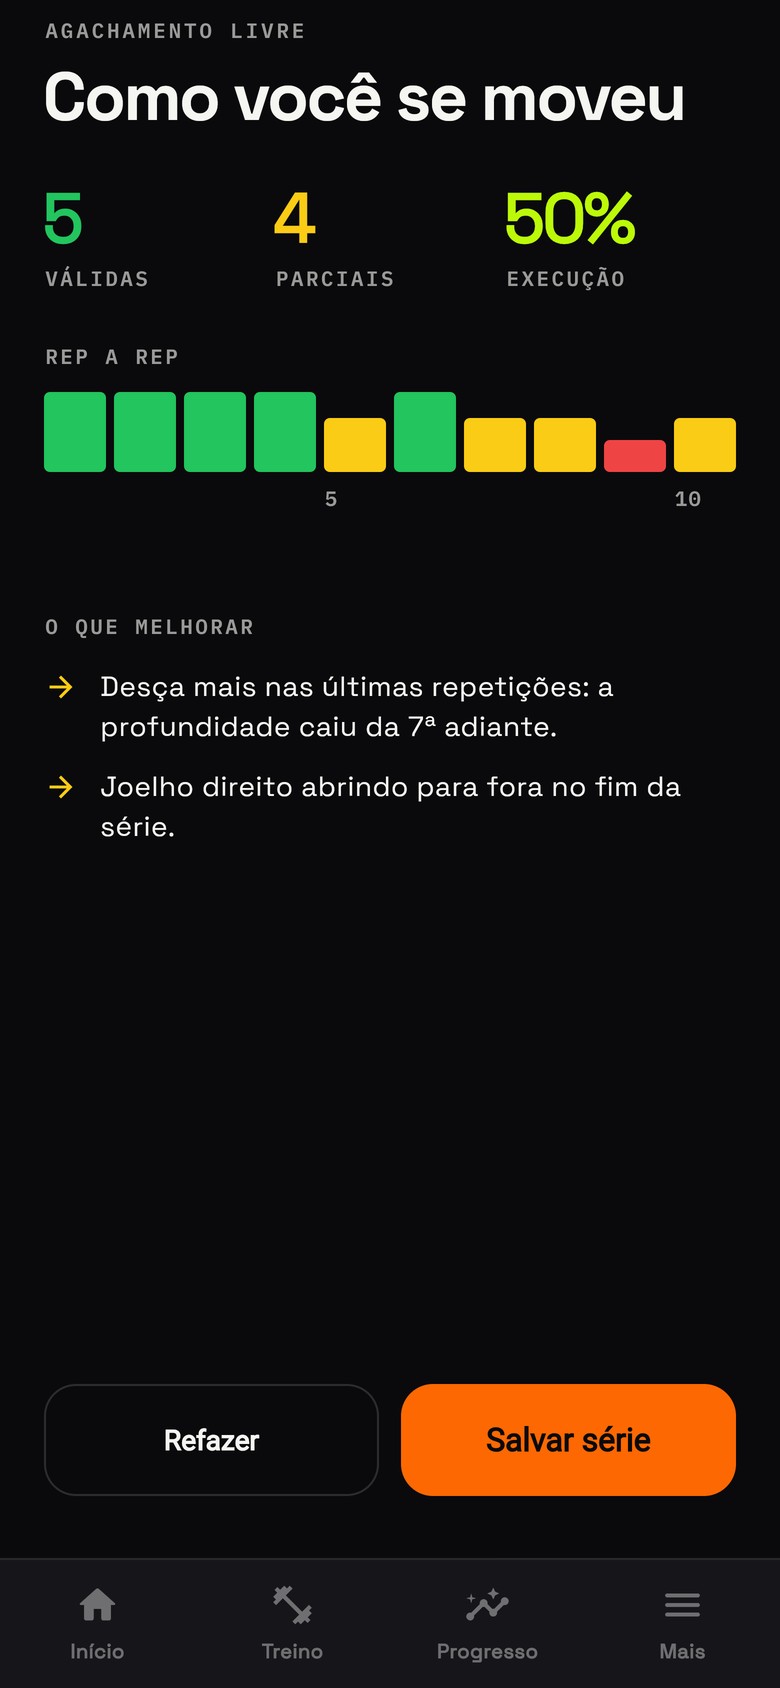 AGACHAMENTO LIVRE
Como você se moveu
5
4
50%
VÁLIDAS
PARCIAIS
EXECUÇÃO
REP A REP
5
10
O QUE MELHORAR
→ Desça mais nas últimas repetições: a
profundidade caiu da 7ª adiante.
→ Joelho direito abrindo para fora no fim da
série.
Refazer
Salvar série
Início
Treino
Progresso
Mais